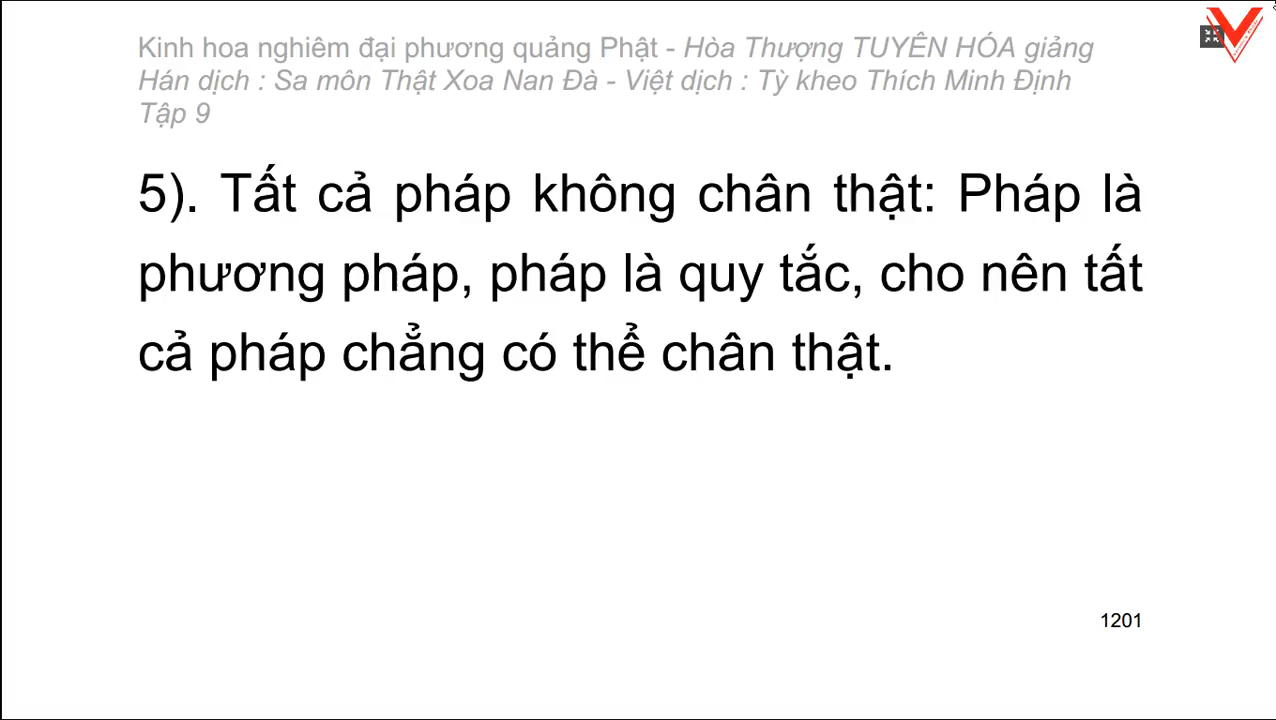 Kinh hoa nghiêm đại phương quảng Phật - Hòa Thượng TUYÊN HÓA giảng
Hán dịch : Sa môn Thật Xoa Nan Đà - Việt dịch : Tỳ kheo Thích Minh Định
Tập 9
5). Tất cả pháp không chân thật: Pháp là
phương pháp, pháp là quy tắc, cho nên tất
cả pháp chẳng có thể chân thật.
1201